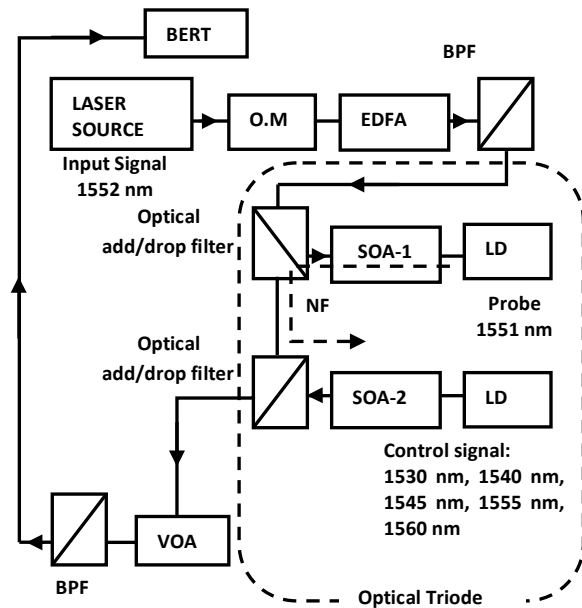 BERT
BPF
LASER
SOURCE
O.M
EDFA
Input Signal
1552 nm
Optical
add/drop filter
SOA-1
LD
NF
Probe
1551 nm
Optical
add/drop filter
SOA-2
LD
Control signal:
1530 nm, 1540 nm,
1545 nm, 1555 nm,
1560 nm
VOA
BPF
Optical Triode